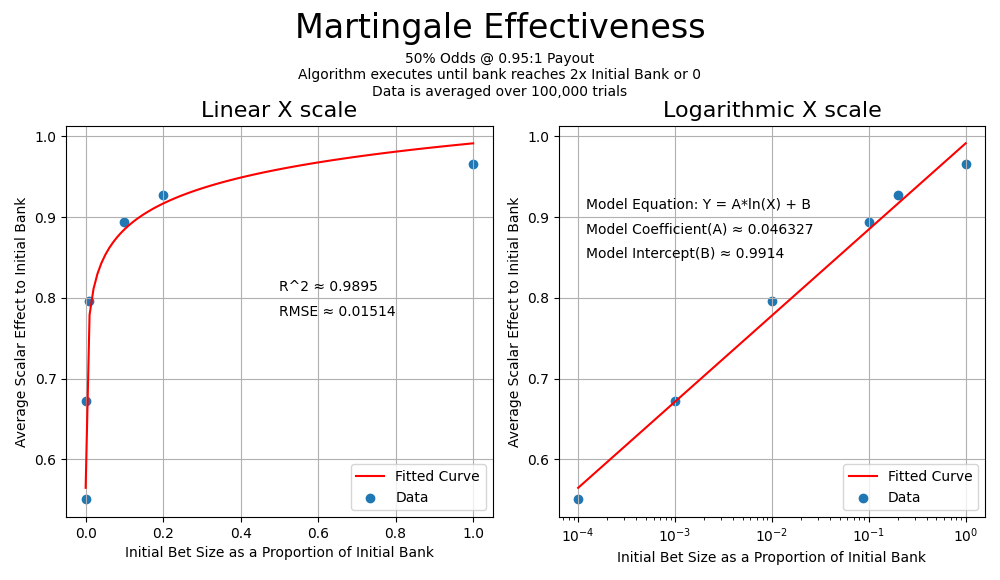 Martingale Effectiveness
50% Odds @ 0.95:1 Payout
Algorithm executes until bank reaches 2x Initial Bank or 0
Data is averaged over 100,000 trials
Linear X scale
Average Scalar Effect to Initial Bank
1.0
0.9
0.8
0.7
0.6
R^2 ≈ 0.9895
RMSE ≈ 0.01514
Fitted Curve
Data
0.0 0.2 0.4 0.6 0.8 1.0
Initial Bet Size as a Proportion of Initial Bank
Logarithmic X scale
Average Scalar Effect to Initial Bank
1.0
0.9
0.8
0.7
0.6
Model Equation: Y = A*ln(X) + B
Model Coefficient(A) ≈ 0.046327
Model Intercept(B) ≈ 0.9914
Fitted Curve
Data
10⁻⁴ 10⁻³ 10⁻² 10⁻¹ 10⁰
Initial Bet Size as a Proportion of Initial Bank